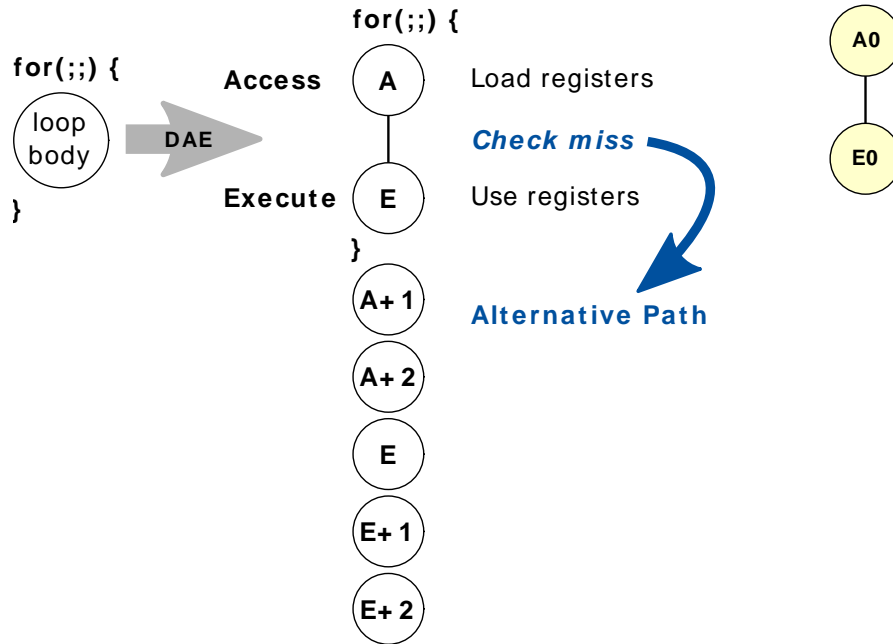 for(;;) {
A0
for(;;) {
Access
A
Load registers
loop
body
DAE
Check miss
E0
Execute
E
Use registers
}
}
A+1
Alternative Path
A+2
E
E+1
E+2